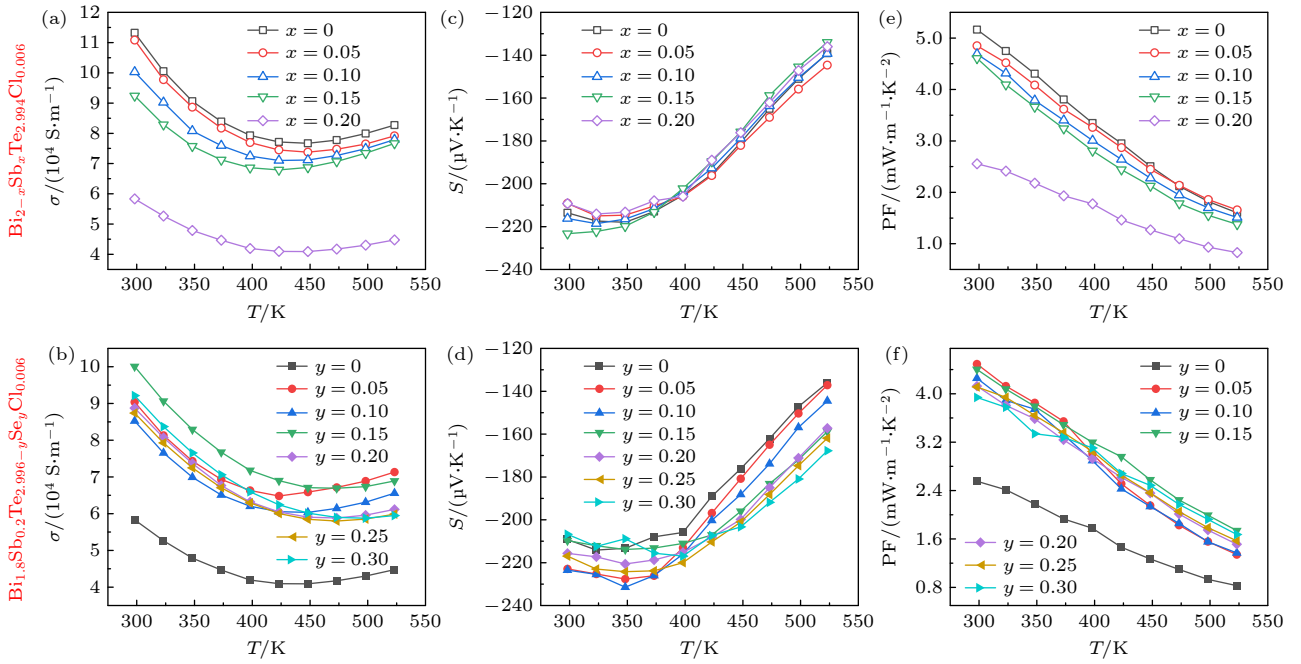 (a)
12
11
10
9
8
7
6
5
4
300
350
400
450
500
550
T/K
σ/(10⁴ S·m⁻¹)
Bi₂₋ₓSbₓTe₂.₉₉₄Cl₀.₀₀₆
x = 0
x = 0.05
x = 0.10
x = 0.15
x = 0.20
(c)
−120
−140
−160
−180
−200
−220
−240
300
350
400
450
500
550
T/K
S/(μV·K⁻¹)
x = 0
x = 0.05
x = 0.10
x = 0.15
x = 0.20
(e)
5.0
4.0
3.0
2.0
1.0
300
350
400
450
500
550
T/K
PF/(mW·m⁻¹·K⁻²)
x = 0
x = 0.05
x = 0.10
x = 0.15
x = 0.20
(b)
10
9
8
7
6
5
4
300
350
400
450
500
550
T/K
σ/(10⁴ S·m⁻¹)
Bi₁.₈Sb₀.₂Te₂.₉₉₆₋ySeyCl₀.₀₀₆
y = 0
y = 0.05
y = 0.10
y = 0.15
y = 0.20
y = 0.25
y = 0.30
(d)
−120
−140
−160
−180
−200
−220
−240
300
350
400
450
500
550
T/K
S/(μV·K⁻¹)
y = 0
y = 0.05
y = 0.10
y = 0.15
y = 0.20
y = 0.25
y = 0.30
(f)
4.0
3.2
2.4
1.6
0.8
300
350
400
450
500
550
T/K
PF/(mW·m⁻¹·K⁻²)
y = 0
y = 0.05
y = 0.10
y = 0.15
y = 0.20
y = 0.25
y = 0.30